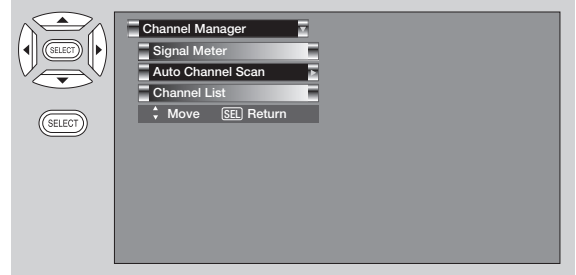 SELECT
SELECT
Channel Manager
Signal Meter
Auto Channel Scan
Channel List
Move SEL Return